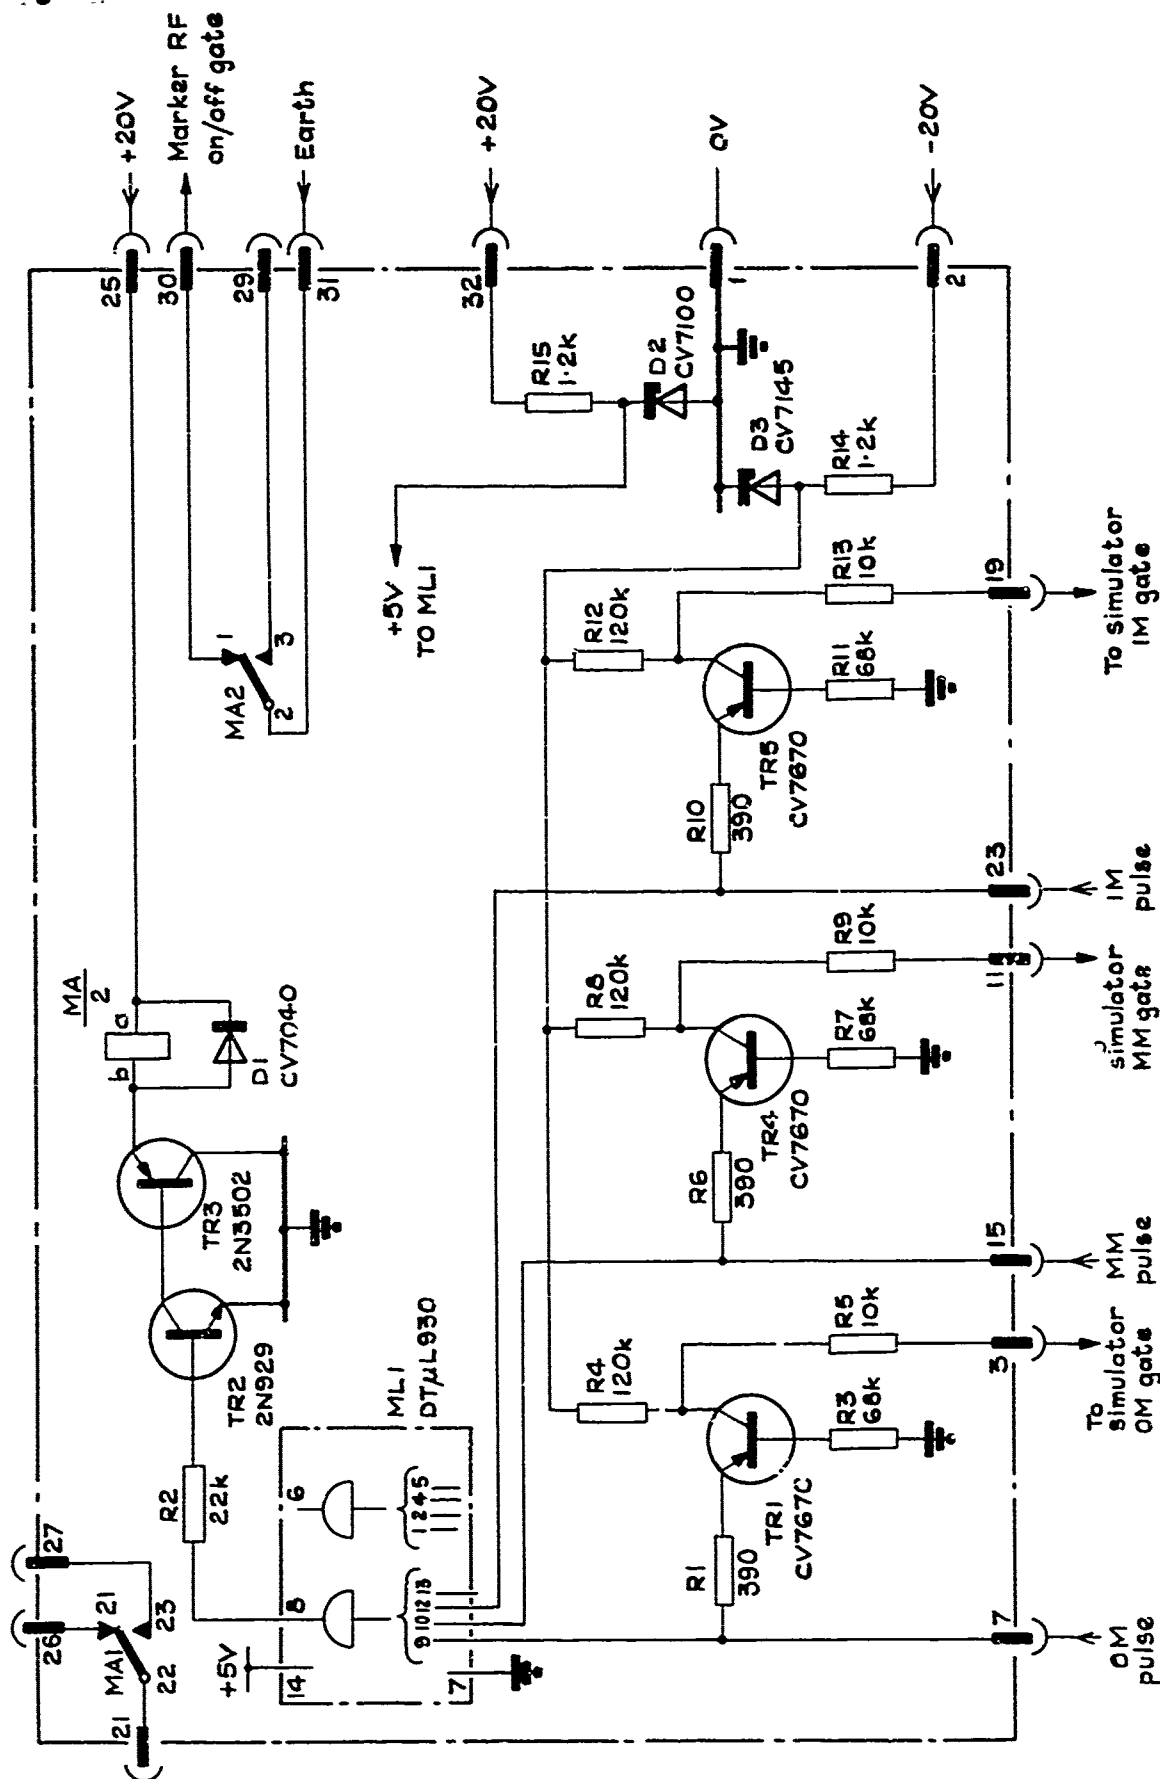 +20V
Marker RF
on/off gate
Earth
+20V
0V
-20V
25
30
29
31
32
1
2
R15
1·2k
D2
CV7100
D3
CV7145
R14
1·2k
+5V
TO ML1
MA2
1
2
3
MA
2
a
b
D1
CV7040
TR3
2N3502
TR2
2N929
R2
22k
27
26
21
23
22
MA1
21
+5V
14
7
8
6
9 10 12 13
1 2 4 5
ML1
DTμL930
R12
120k
R13
10k
R11
68k
TR5
CV7670
R10
390
R8
120k
R9
10k
R7
68k
TR4
CV7670
R6
390
R4
120k
R5
10k
R3
68k
TR1
CV767C
R1
390
19
23
11
15
3
7
To simulator
IM gate
IM
pulse
simulator
MM gate
MM
pulse
To
simulator
OM gate
OM
pulse